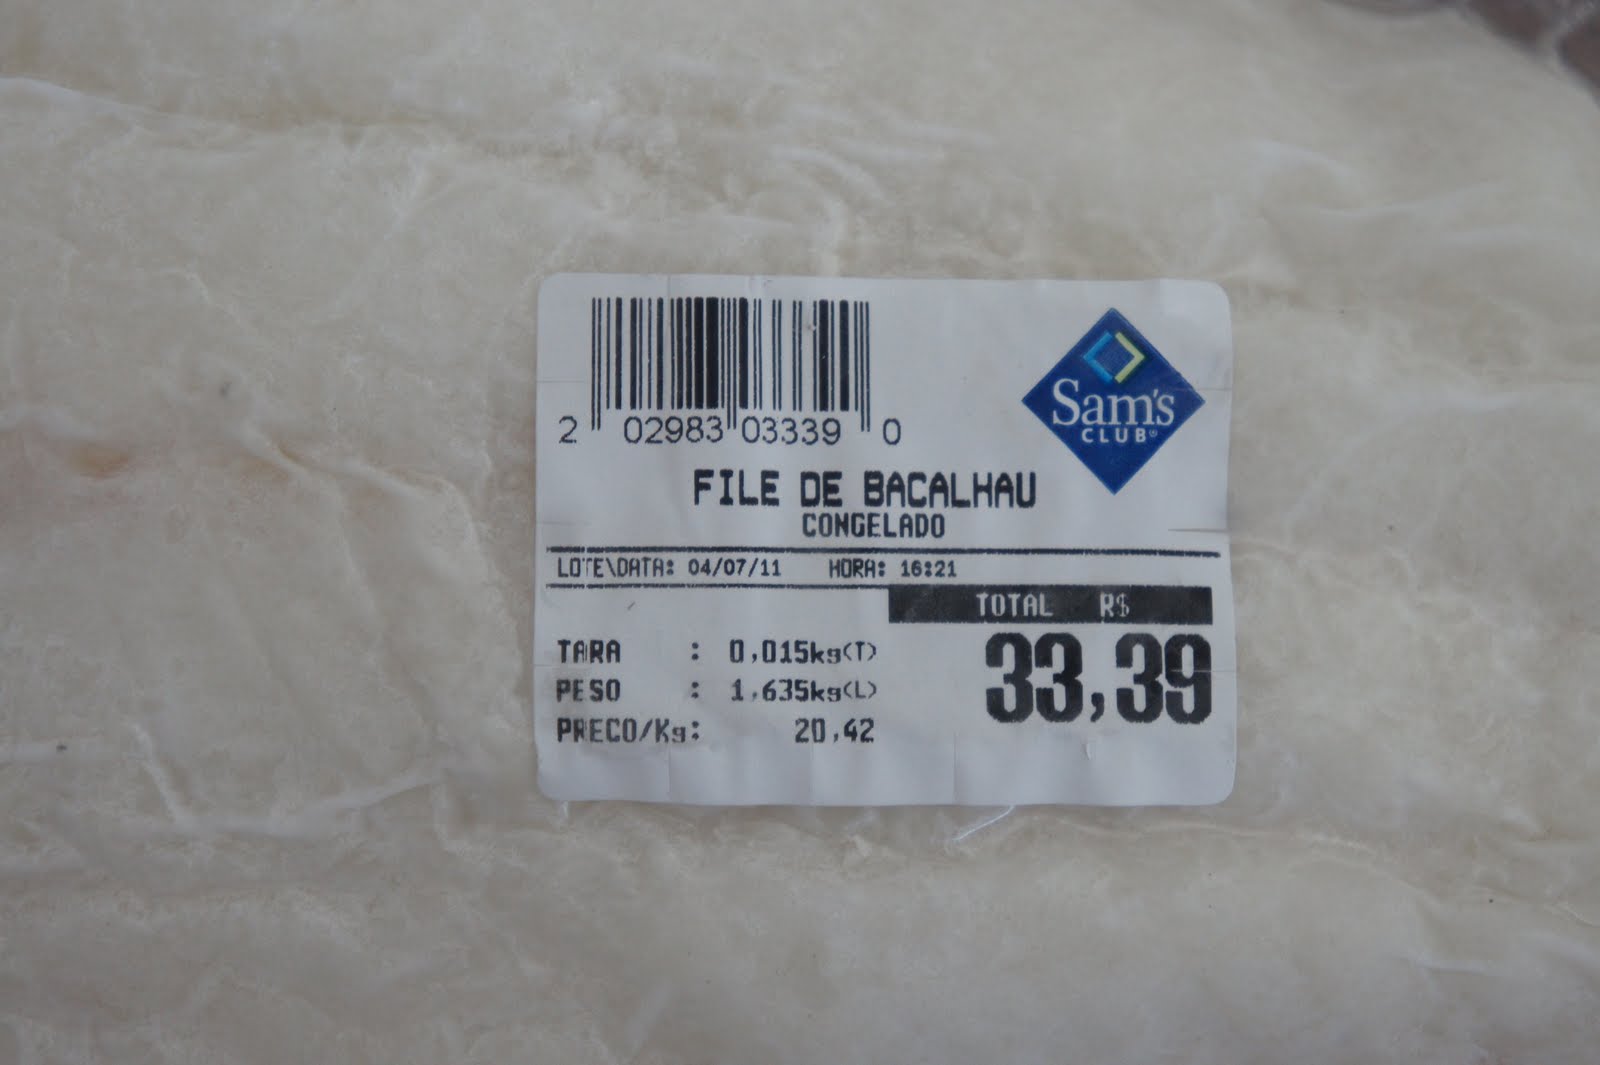 2 02983 03339 0
Sam's
CLUB®
FILE DE BACALHAU
CONGELADO
LOTE\DATA: 04/07/11 HORA: 16:21
TOTAL R$
33,39
TARA : 0,015kg(T)
PESO : 1,635kg(L)
PRECO/Kg: 20,42